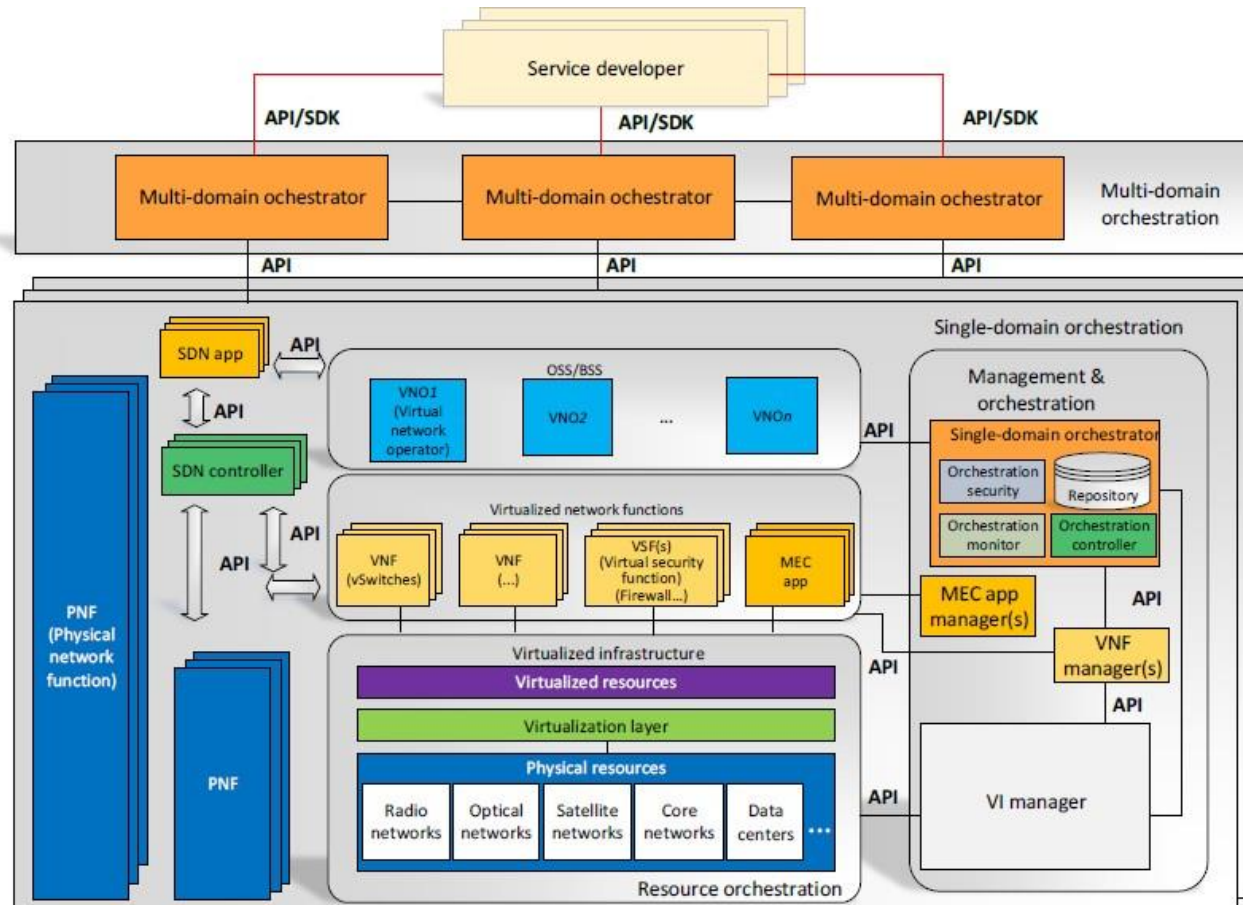 Service developer
API/SDK
API/SDK
API/SDK
Multi-domain ochestrator
Multi-domain ochestrator
Multi-domain ochestrator
Multi-domain
orchestration
API
API
API
Single-domain orchestration
SDN app
API
API
SDN controller
API
API
PNF
(Physical
network
function)
PNF
OSS/BSS
VNO1
(Virtual
network
operator)
VNO2
...
VNOn
API
Management &
orchestration
Single-domain orchestrator
Orchestration
security
Repository
Orchestration
monitor
Orchestration
controller
Virtualized network functions
VNF
(vSwitches)
VNF
(...)
VSF(s)
(Virtual security
function)
(Firewall...)
MEC
app
MEC app
manager(s)
API
VNF
manager(s)
API
API
Virtualized infrastructure
Virtualized resources
Virtualization layer
Physical resources
Radio
networks
Optical
networks
Satellite
networks
Core
networks
Data
centers
...
API
VI manager
Resource orchestration